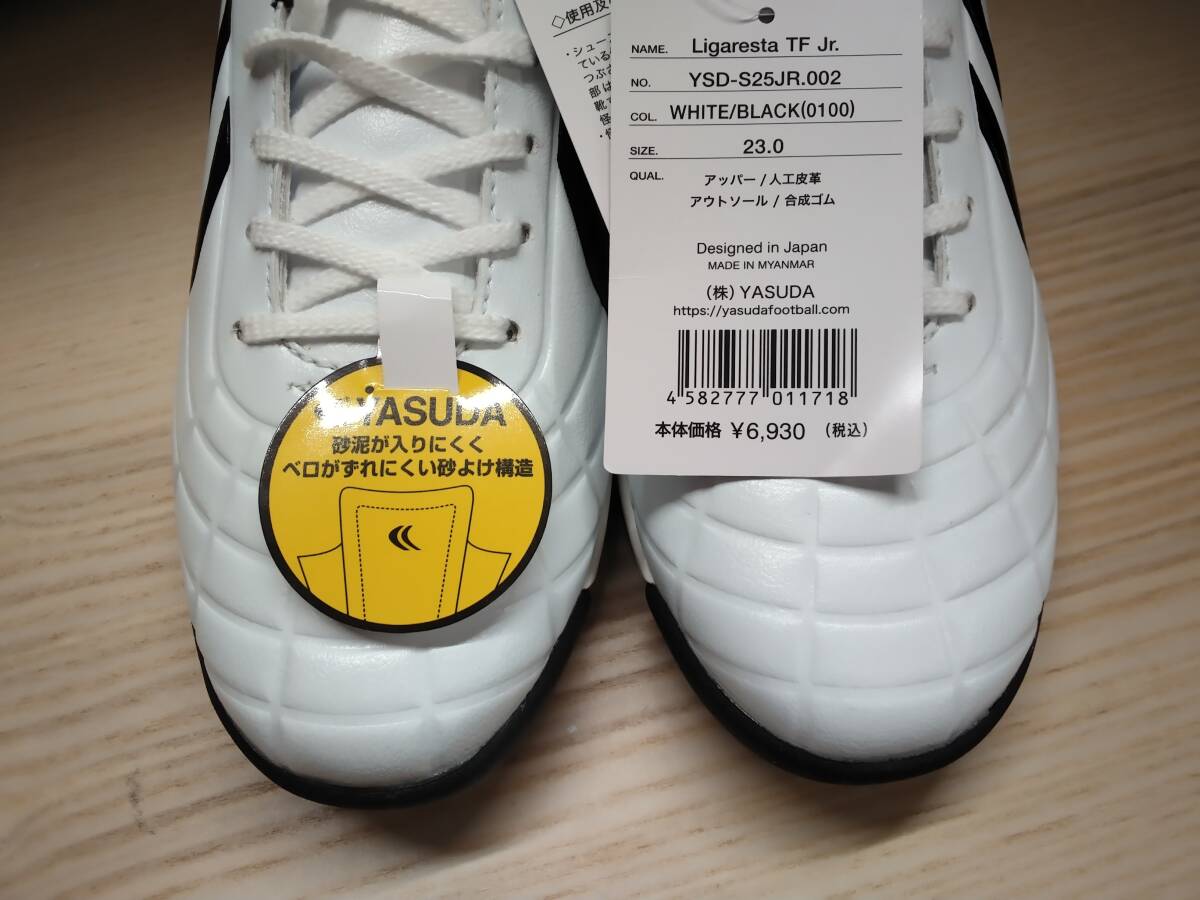 ◇使用及び
・シューズ
ている
つぶさ
部は
靴
怪
NAME. Ligaresta TF Jr.
NO. YSD-S25JR.002
COL. WHITE/BLACK(0100)
SIZE. 23.0
QUAL. アッパー / 人工皮革
アウトソール / 合成ゴム
Designed in Japan
MADE IN MYANMAR
(株) YASUDA
https://yasudafootball.com
4 582777 011718
本体価格 ¥6,930 (税込)
YASUDA
砂泥が入りにくく
ベロがずれにくい砂よけ構造